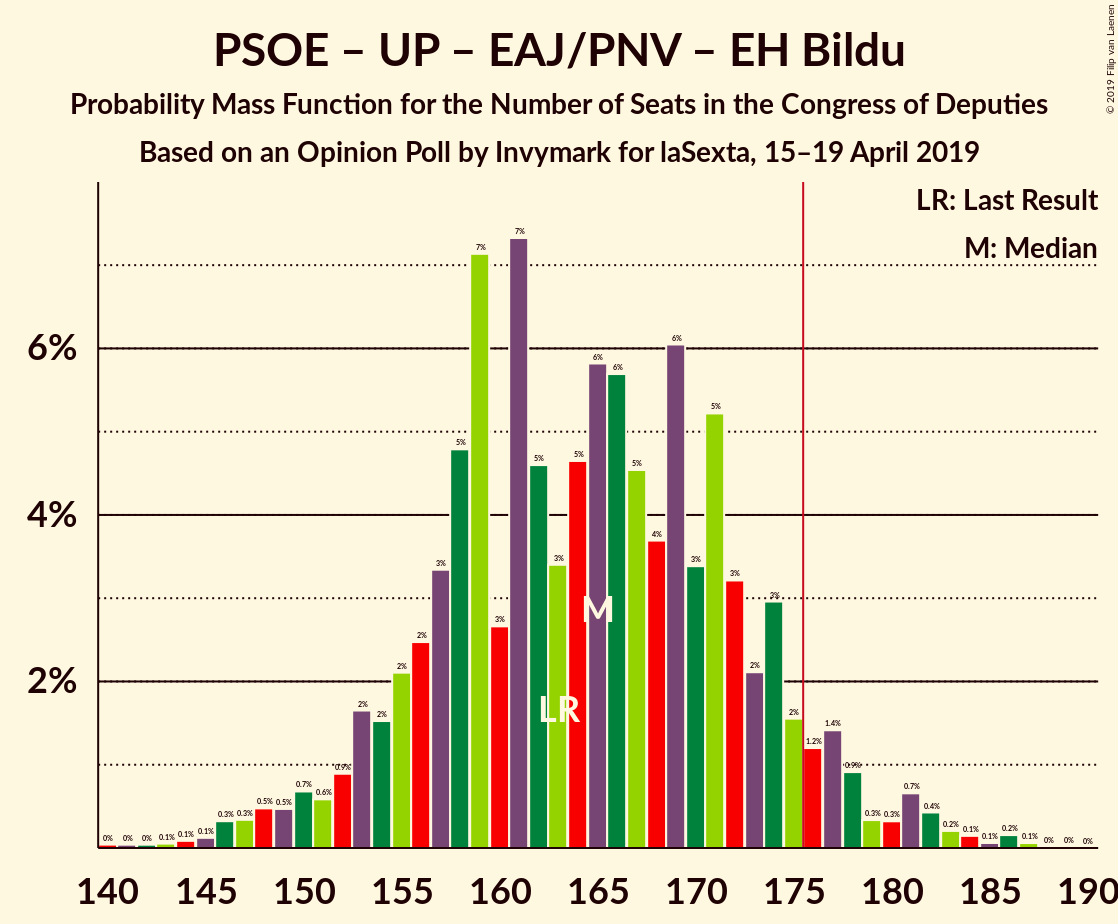 PSOE – UP – EAJ/PNV – EH Bildu
Probability Mass Function for the Number of Seats in the Congress of Deputies
Based on an Opinion Poll by Invymark for laSexta, 15–19 April 2019
© 2019 Filip van Laenen
LR: Last Result
M: Median
6%
4%
2%
0% 0% 0% 0.1% 0.1% 0.1% 0.3% 0.3% 0.5% 0.5% 0.7% 0.6% 0.9% 2% 2% 2% 2% 3% 5% 7% 3% 7% 5% 3% 5% 6% 6% 5% 4% 6% 3% 5% 3% 2% 3% 2% 1.2% 1.4% 0.9% 0.3% 0.3% 0.7% 0.4% 0.2% 0.1% 0.1% 0.2% 0.1% 0% 0% 0%
M
LR
140 145 150 155 160 165 170 175 180 185 190